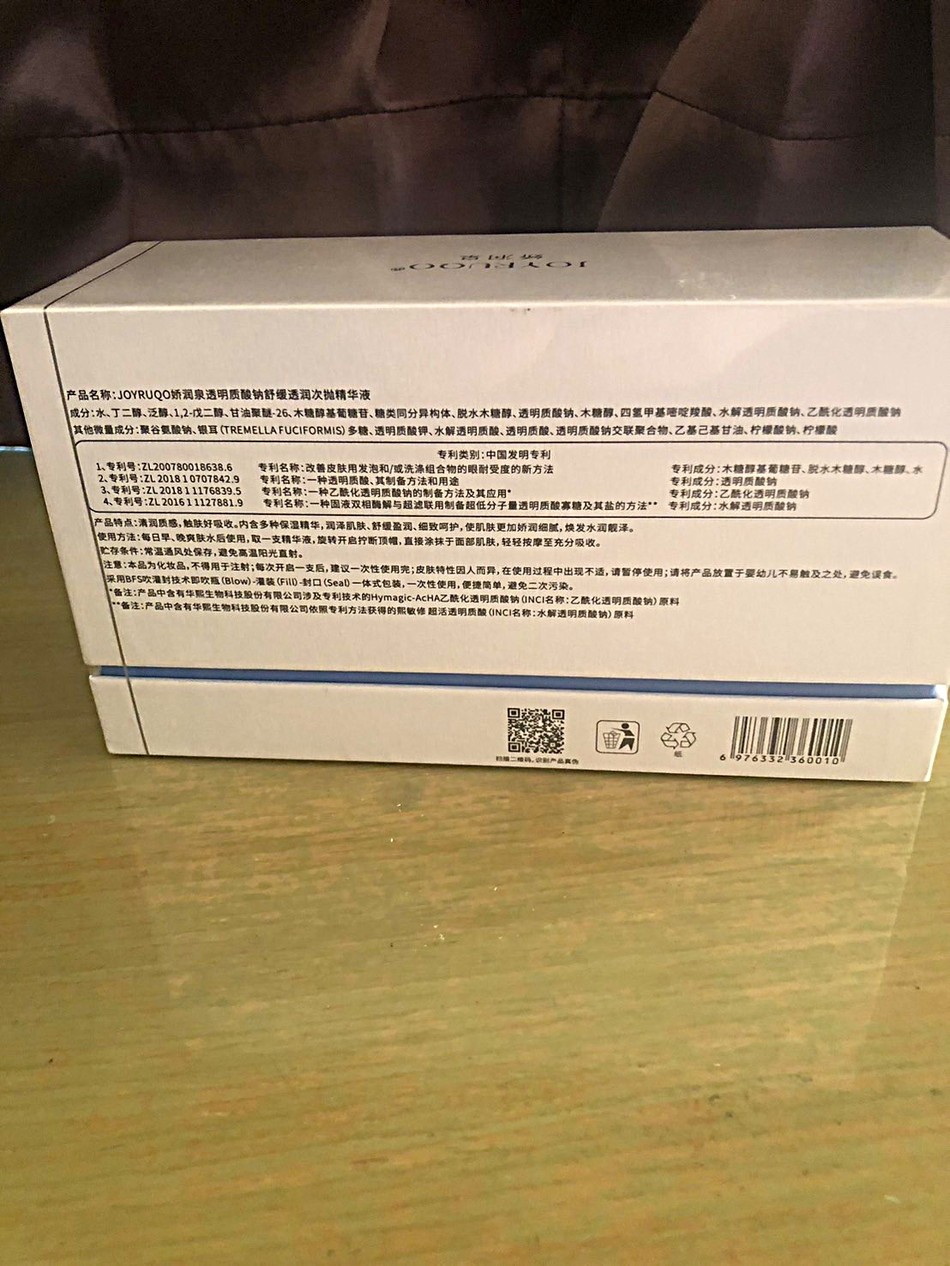 JOYRUQO®
娇润泉
产品名称：JOYRUQO娇润泉透明质酸钠舒缓透润次抛精华液
成分：水、丁二醇、泛醇、1,2-戊二醇、甘油聚醚-26、木糖醇基葡糖苷、糖类同分异构体、脱水木糖醇、透明质酸钠、木糖醇、四氢甲基嘧啶羧酸、水解透明质酸钠、乙酰化透明质酸钠
其他微量成分：聚谷氨酸钠、银耳(TREMELLA FUCIFORMIS)多糖、透明质酸钾、水解透明质酸、透明质酸、透明质酸钠交联聚合物、乙基己基甘油、柠檬酸钠、柠檬酸
专利类别：中国发明专利
1、专利号：ZL200780018638.6 专利名称：改善皮肤用发泡和/或洗涤组合物的眼耐受度的新方法 专利成分：木糖醇基葡糖苷、脱水木糖醇、木糖醇、水
2、专利号：ZL 2018 1 0707842.9 专利名称：一种透明质酸、其制备方法和用途 专利成分：透明质酸钠
3、专利号：ZL 2018 1 1176839.5 专利名称：一种乙酰化透明质酸钠的制备方法及其应用* 专利成分：乙酰化透明质酸钠
4、专利号：ZL 2016 1 1127881.9 专利名称：一种固液双相酶解与超滤联用制备超低分子量透明质酸寡糖及其盐的方法** 专利成分：水解透明质酸钠
产品特点：清润质感，触肤好吸收。内含多种保湿精华，润泽肌肤、舒缓盈润、细致呵护，使肌肤更加娇润细腻，焕发水润靓泽。
使用方法：每日早、晚爽肤水后使用，取一支精华液，旋转开启拧断顶帽，直接涂抹于面部肌肤，轻轻按摩至充分吸收。
贮存条件：常温通风处保存，避免高温阳光直射。
注意：本品为化妆品，不得用于注射；每次开启一支后，建议一次性使用完；皮肤特性因人而异，在使用过程中出现不适，请暂停使用；请将产品放置于婴幼儿不易触及之处，避免误食。
采用BFS吹灌封技术即吹瓶(Blow)-灌装(Fill)-封口(Seal)一体式包装，一次性使用，便捷简单，避免二次污染。
*备注：产品中含有华熙生物科技股份有限公司涉及专利技术的Hymagic-AcHA乙酰化透明质酸钠(INCI名称：乙酰化透明质酸钠)原料
**备注：产品中含有华熙生物科技股份有限公司依照专利方法获得的熙敏修 超活透明质酸(INCI名称：水解透明质酸钠)原料
扫描二维码，识别产品真伪
纸
6 976332 360010